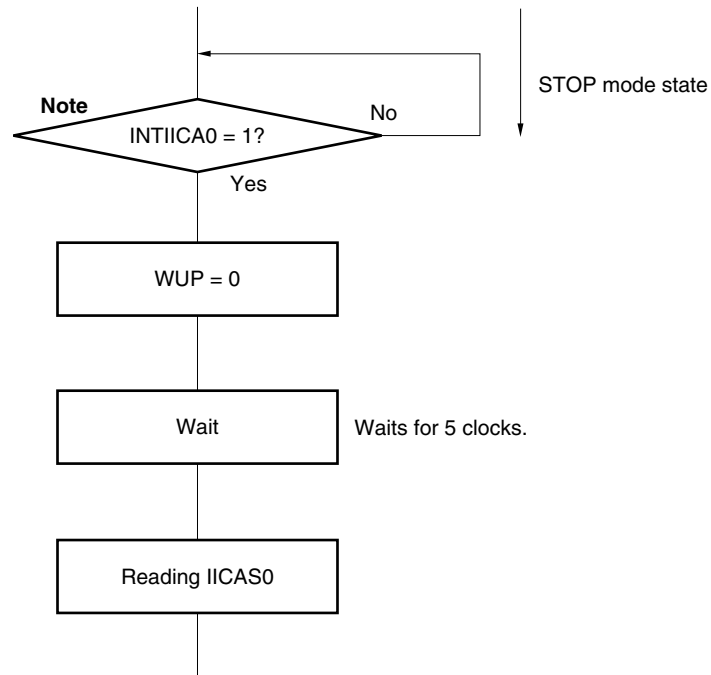 STOP mode state
Note
No
INTIICA0 = 1?
Yes
WUP = 0
Wait
Waits for 5 clocks.
Reading IICAS0